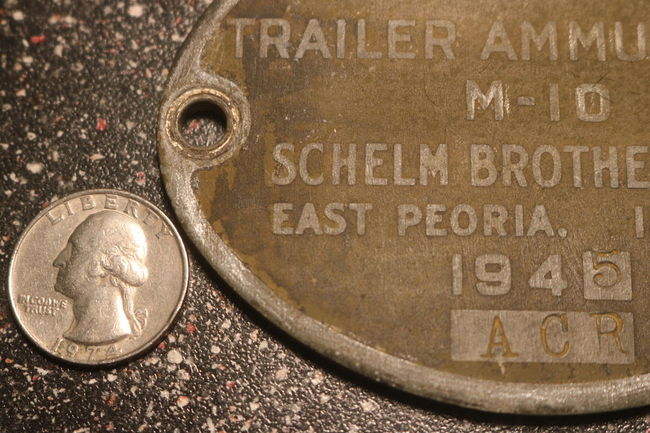 TRAILER AMMU
M-10
SCHELM BROTHE
EAST PEORIA. I
1945
ACR
LIBERTY
IN GOD WE
TRUST
1974